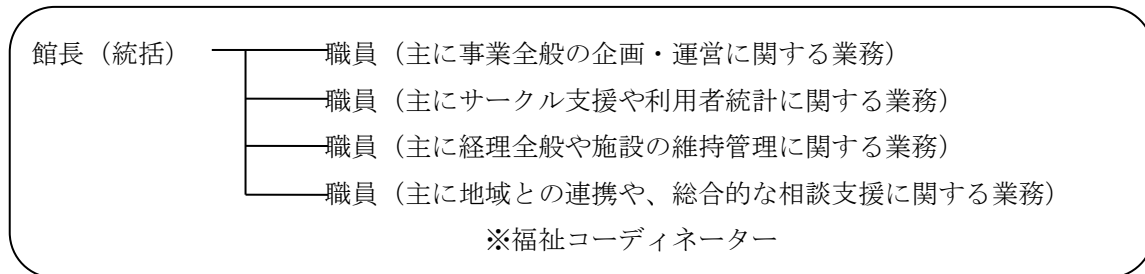 館長（統括）　職員（主に事業全般の企画・運営に関する業務）
職員（主にサークル支援や利用者統計に関する業務）
職員（主に経理全般や施設の維持管理に関する業務）
職員（主に地域との連携や、総合的な相談支援に関する業務）
※福祉コーディネーター